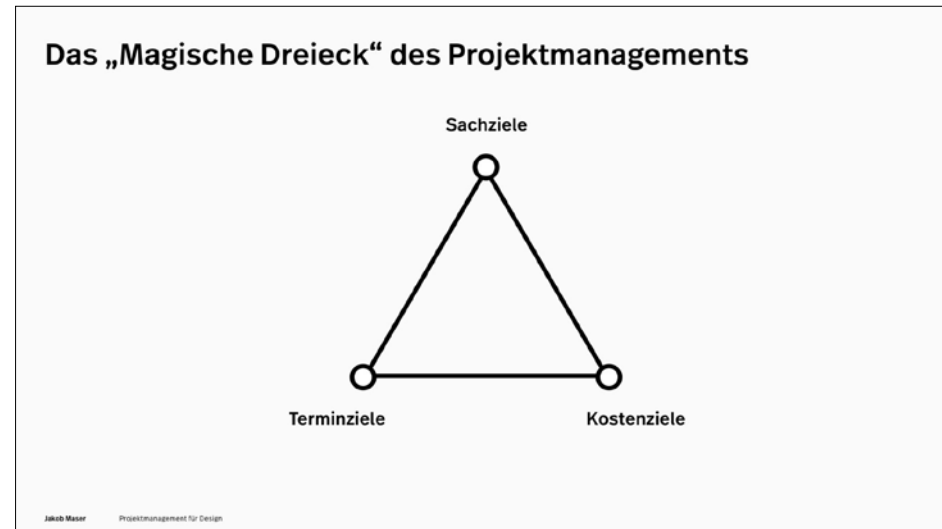 Das „Magische Dreieck“ des Projektmanagements
Sachziele
Terminziele
Kostenziele
Jakob Maser
Projektmanagement für Design